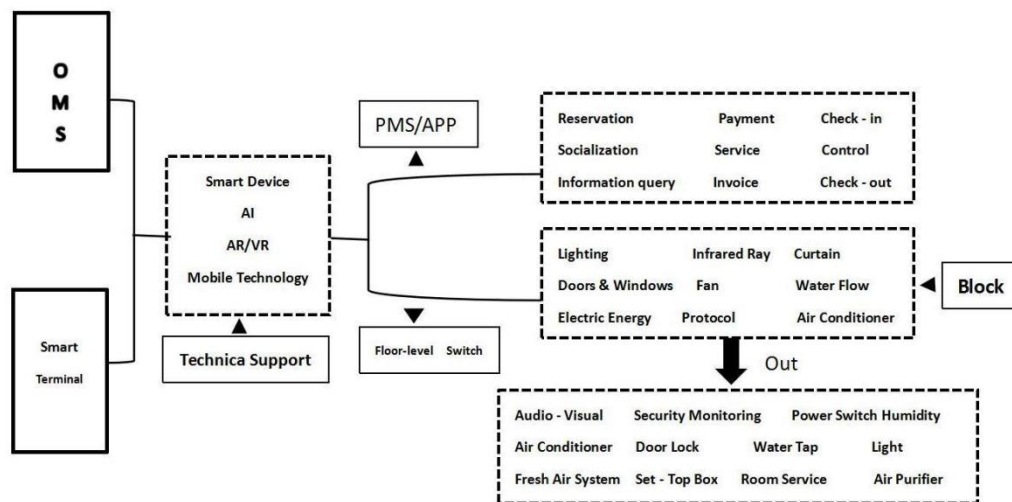 O
M
S
Smart
Terminal
Smart Device
AI
AR/VR
Mobile Technology
Technica Support
PMS/APP
Floor-level Switch
Reservation Payment Check - in
Socialization Service Control
Information query Invoice Check - out
Lighting Infrared Ray Curtain
Doors & Windows Fan Water Flow
Electric Energy Protocol Air Conditioner
Block
Out
Audio - Visual Security Monitoring Power Switch Humidity
Air Conditioner Door Lock Water Tap Light
Fresh Air System Set - Top Box Room Service Air Purifier